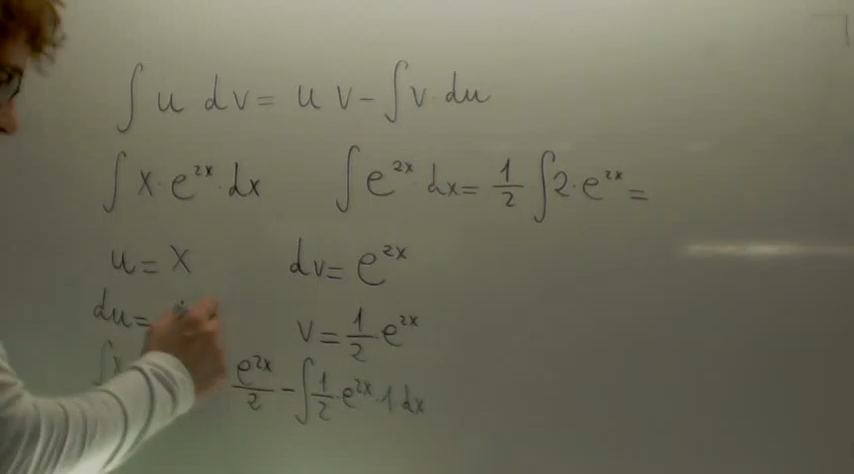 ∫ u dv = u v - ∫ v · du
∫ x · e^{2x} · dx    ∫ e^{2x} dx = 1/2 ∫ 2 · e^{2x} =
u = x    dv = e^{2x}
du =    v = 1/2 · e^{2x}
∫ x    e^{2x}/2 - ∫ 1/2 · e^{2x} · 1 dx